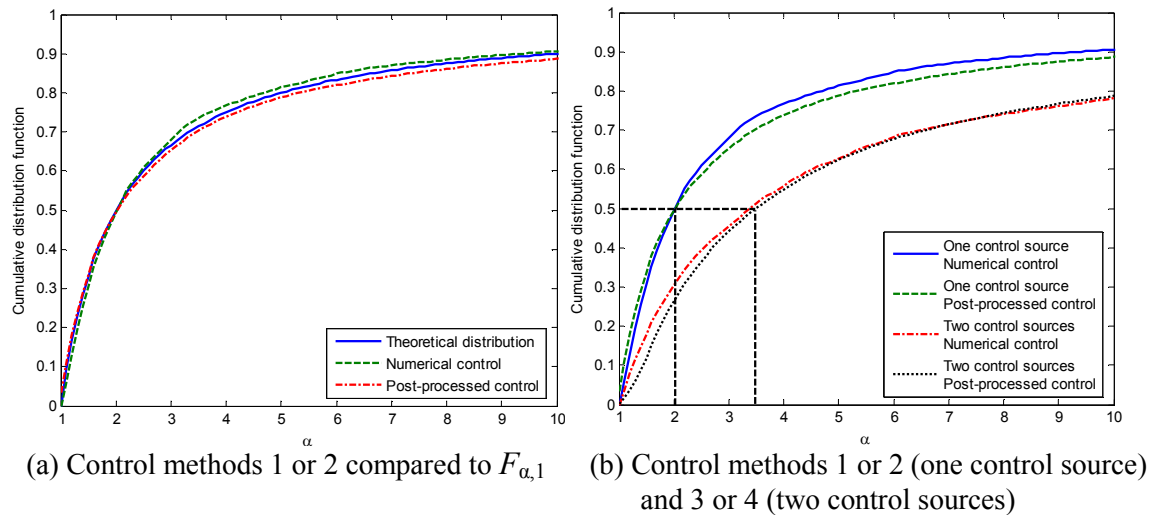 1
0.9
0.8
0.7
0.6
0.5
0.4
0.3
0.2
0.1
0
Cumulative distribution function
1 2 3 4 5 6 7 8 9 10
α
Theoretical distribution
Numerical control
Post-processed control
(a) Control methods 1 or 2 compared to Fα,1
1
0.9
0.8
0.7
0.6
0.5
0.4
0.3
0.2
0.1
0
Cumulative distribution function
1 2 3 4 5 6 7 8 9 10
α
One control source
Numerical control
One control source
Post-processed control
Two control sources
Numerical control
Two control sources
Post-processed control
(b) Control methods 1 or 2 (one control source)
and 3 or 4 (two control sources)